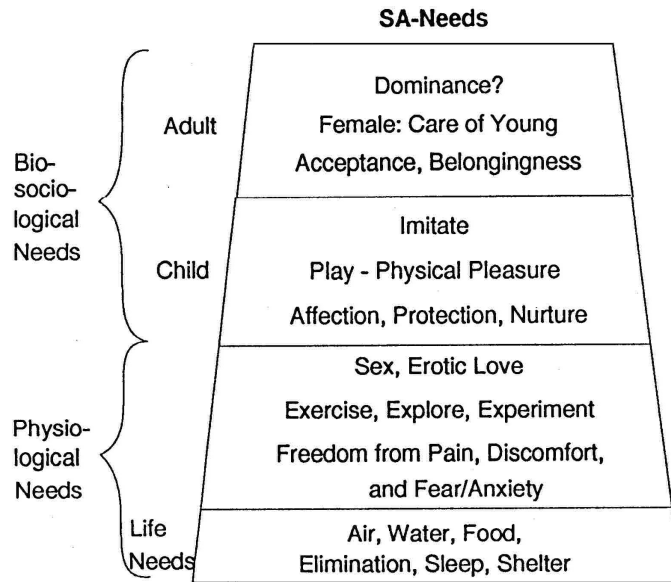 SA-Needs
Bio-
socio-
logical
Needs
Adult
Dominance?
Female: Care of Young
Acceptance, Belongingness
Child
Imitate
Play - Physical Pleasure
Affection, Protection, Nurture
Physio-
logical
Needs
Sex, Erotic Love
Exercise, Explore, Experiment
Freedom from Pain, Discomfort,
and Fear/Anxiety
Life
Needs
Air, Water, Food,
Elimination, Sleep, Shelter